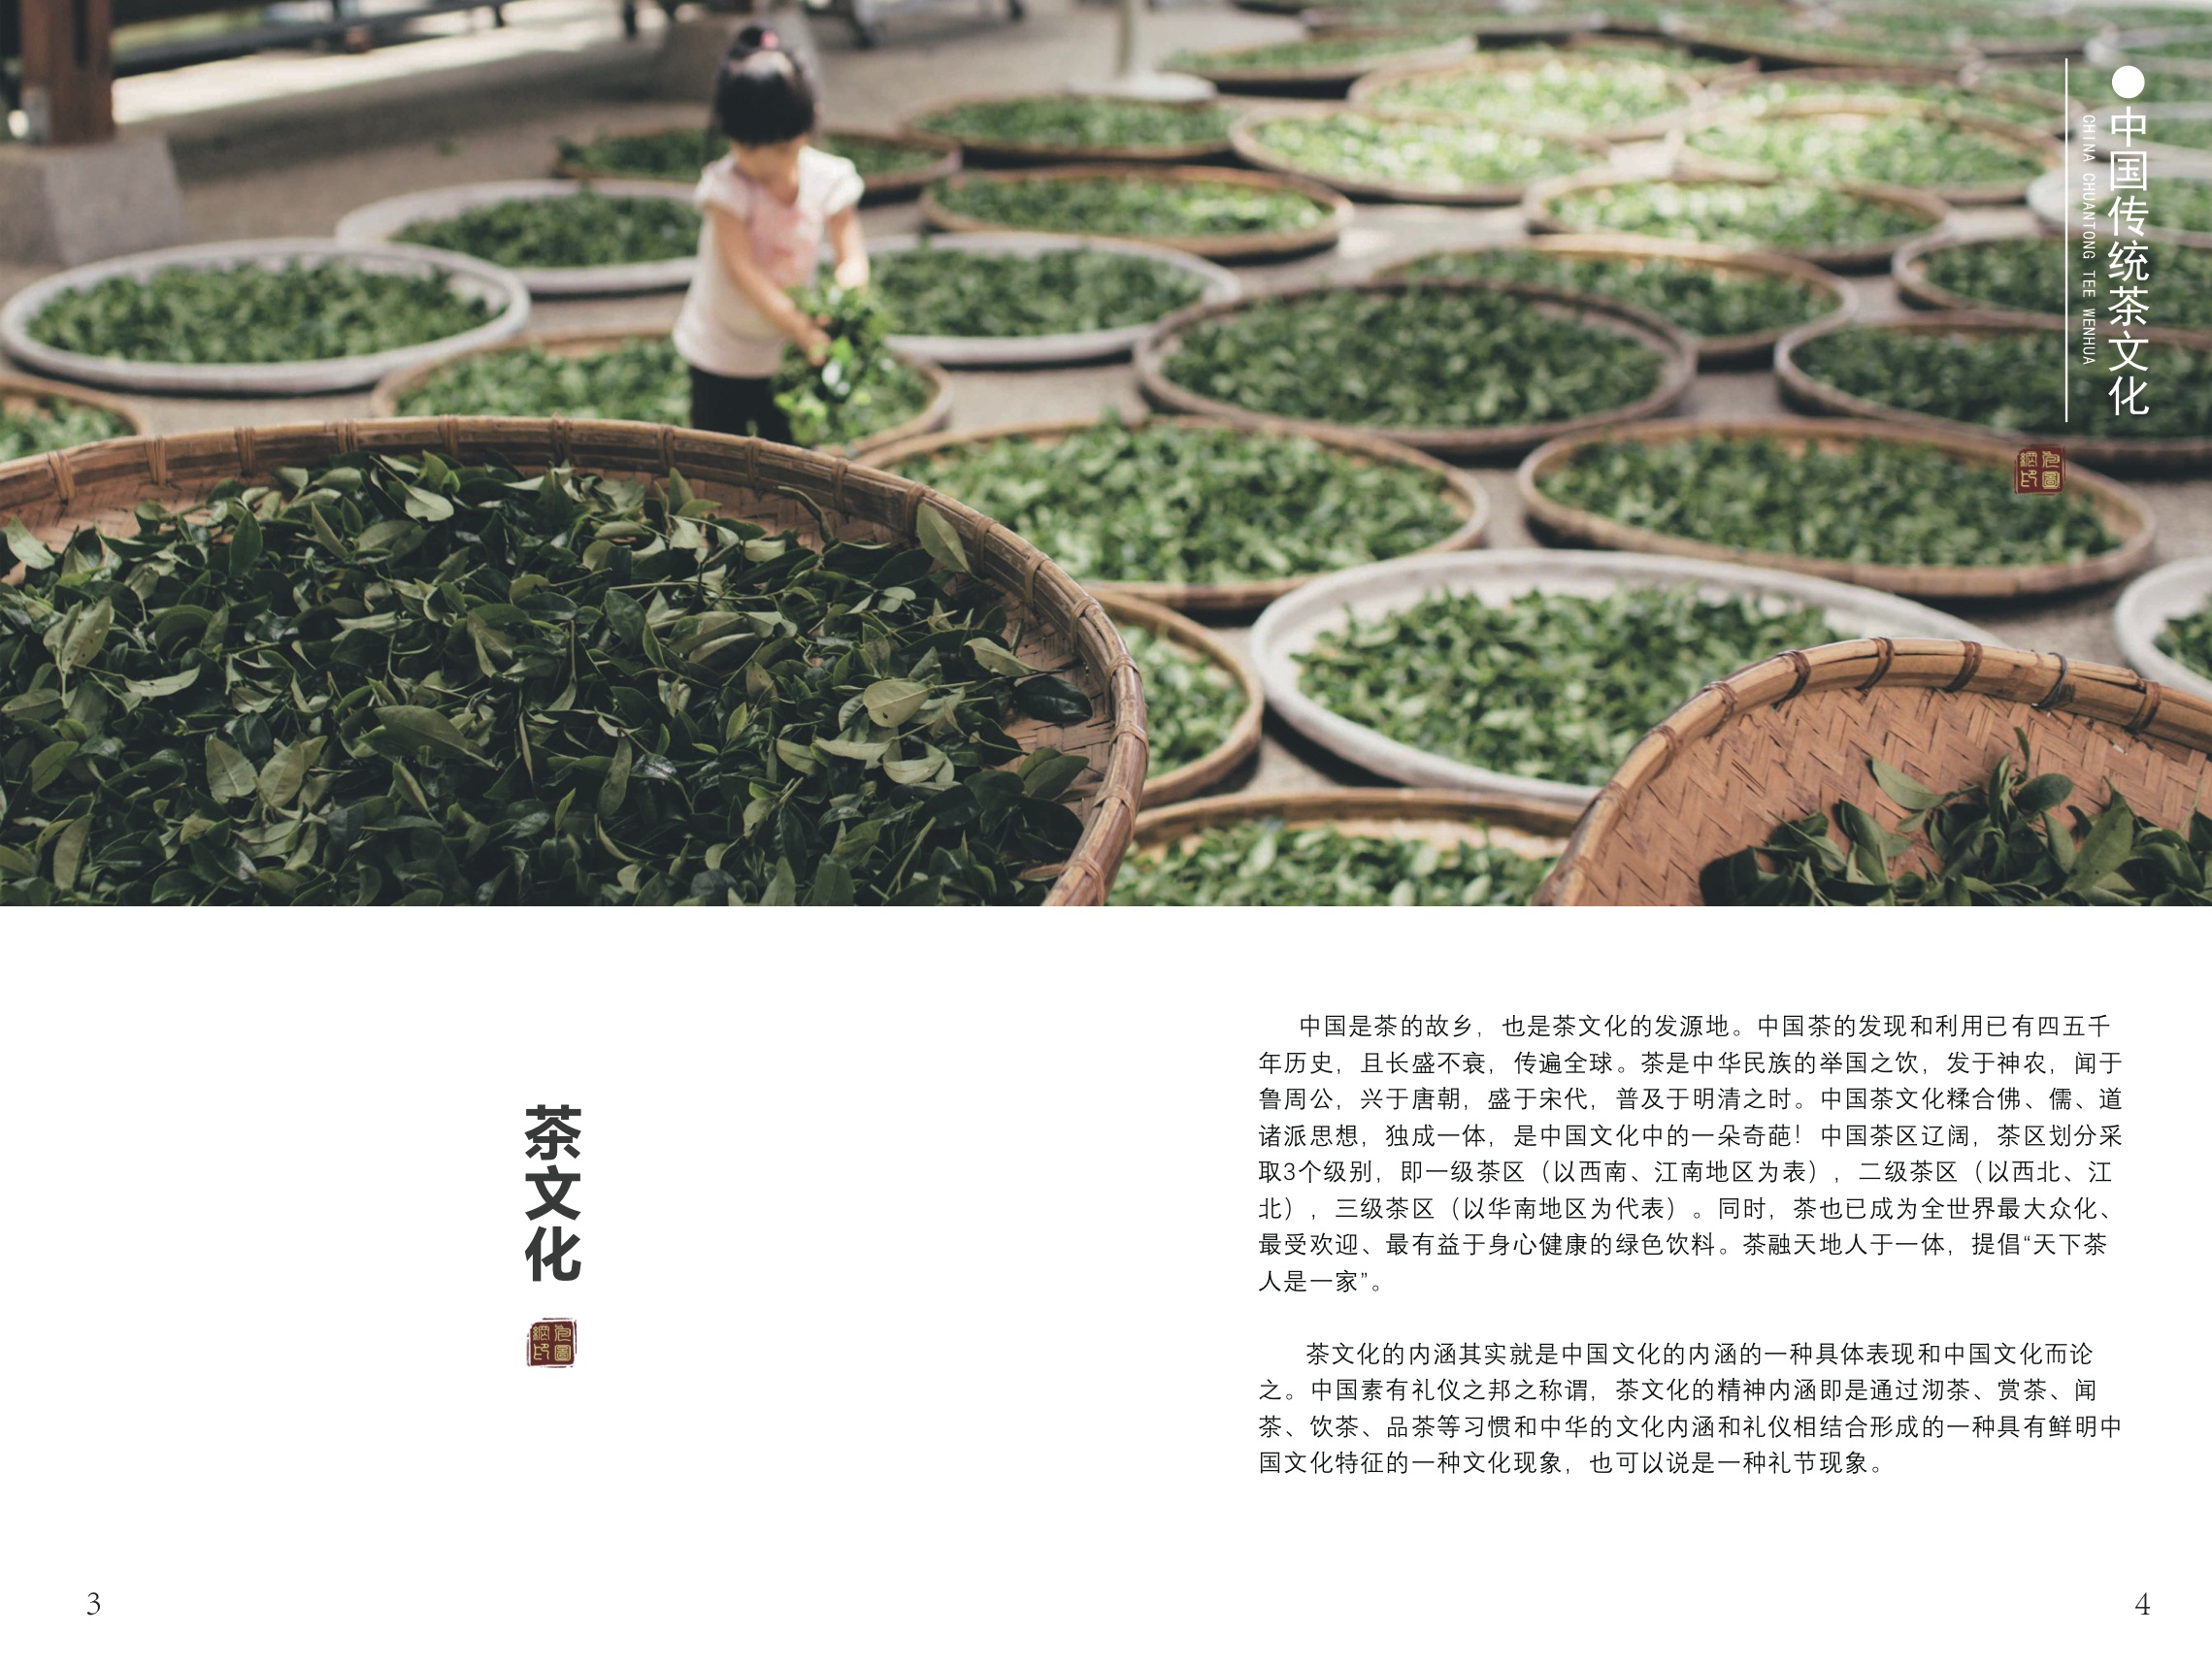 中国传统茶文化
CHINA CHUANTONG TEE WENHUA
茶文化
中国是茶的故乡，也是茶文化的发源地。中国茶的发现和利用已有四五千
年历史，且长盛不衰，传遍全球。茶是中华民族的举国之饮，发于神农，闻于
鲁周公，兴于唐朝，盛于宋代，普及于明清之时。中国茶文化糅合佛、儒、道
诸派思想，独成一体，是中国文化中的一朵奇葩！中国茶区辽阔，茶区划分采
取3个级别，即一级茶区（以西南、江南地区为表），二级茶区（以西北、江
北），三级茶区（以华南地区为代表）。同时，茶也已成为全世界最大众化、
最受欢迎、最有益于身心健康的绿色饮料。茶融天地人于一体，提倡“天下茶
人是一家”。
茶文化的内涵其实就是中国文化的内涵的一种具体表现和中国文化而论
之。中国素有礼仪之邦之称谓，茶文化的精神内涵即是通过沏茶、赏茶、闻
茶、饮茶、品茶等习惯和中华的文化内涵和礼仪相结合形成的一种具有鲜明中
国文化特征的一种文化现象，也可以说是一种礼节现象。
3
4